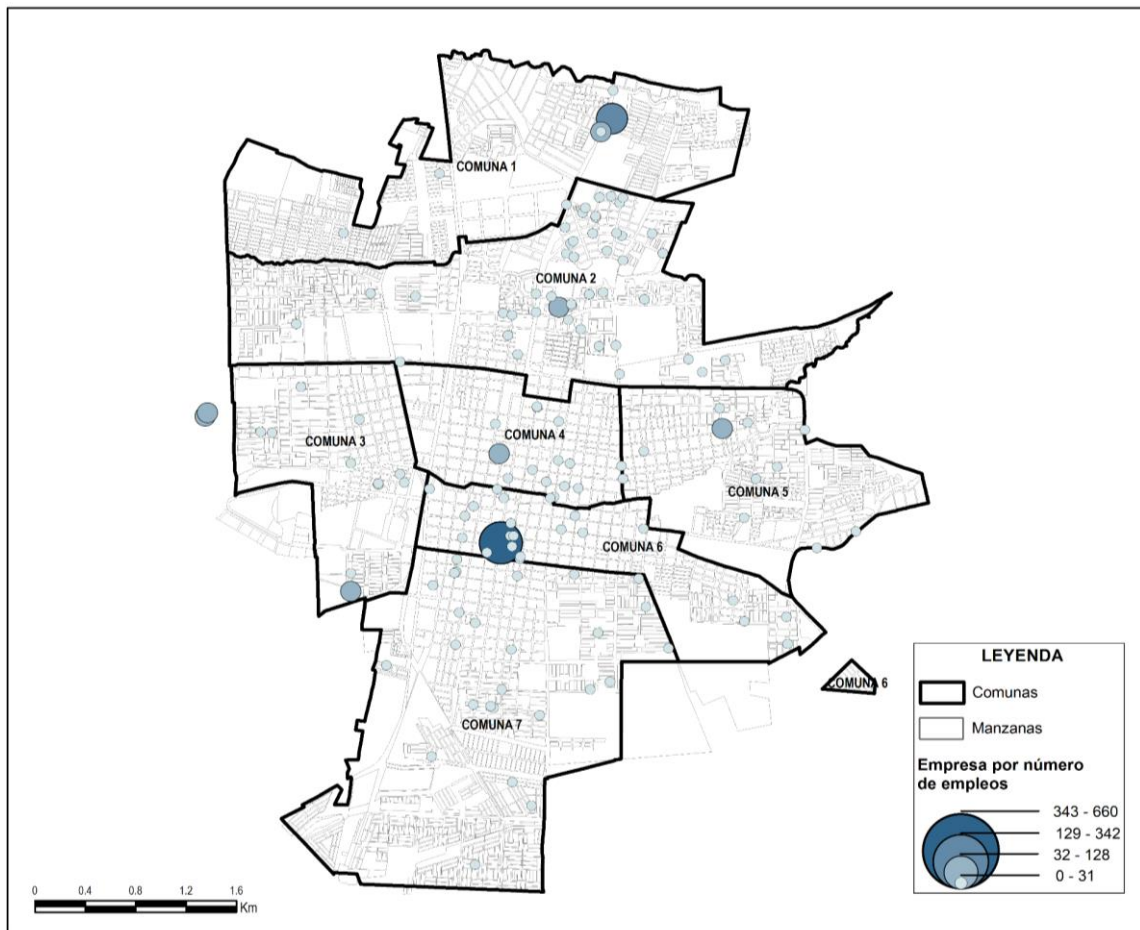 COMUNA 1
COMUNA 2
COMUNA 3
COMUNA 4
COMUNA 5
COMUNA 6
COMUNA 6
COMUNA 7
LEYENDA
Comunas
Manzanas
Empresa por número
de empleos
343 - 660
129 - 342
32 - 128
0 - 31
0 0.4 0.8 1.2 1.6
Km